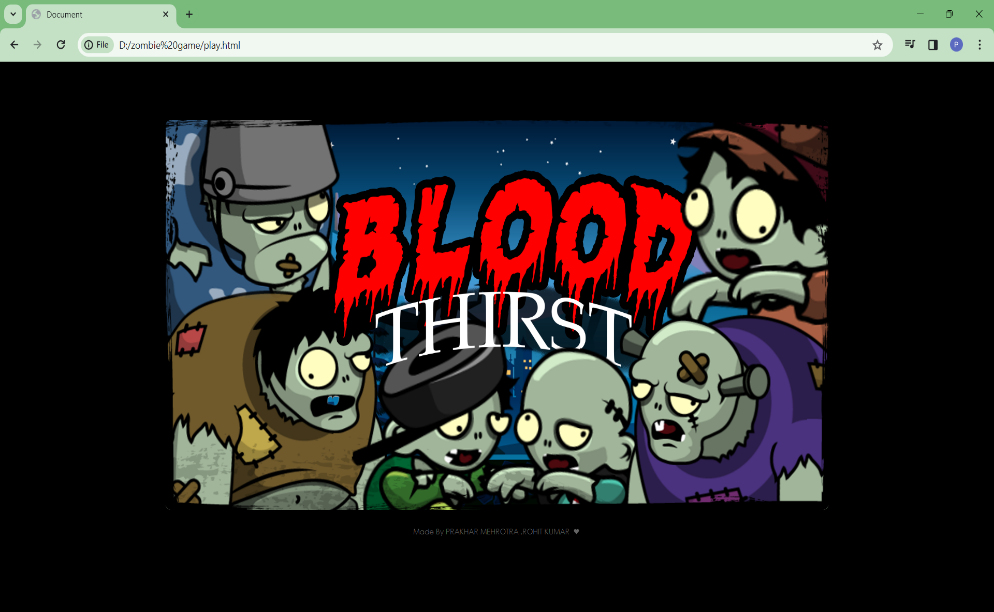 Document
File
D:/zombie%20game/play.html
P
BLOOD
THIRST
Made By PRAKHAR MEHROTRA ,ROHIT KUMAR ♥